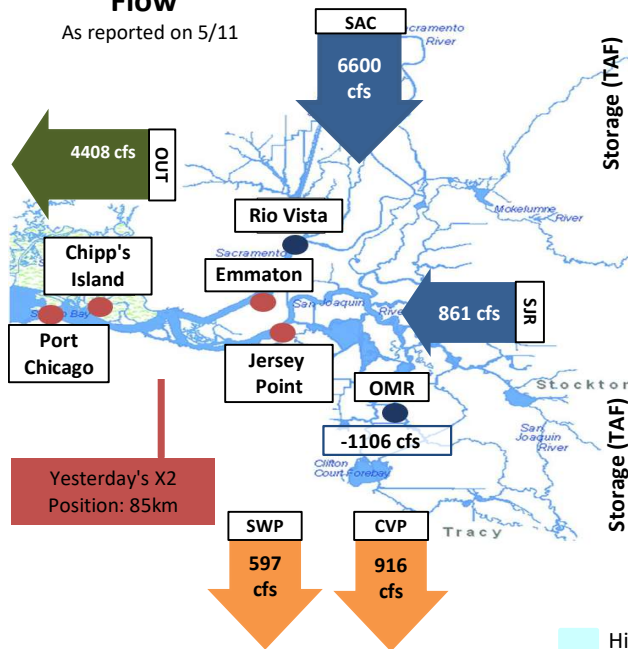 Flow
As reported on 5/11
SAC
6600
cfs
Sacramento
River
Storage (TAF)
4408 cfs
OUT
Mokelumne
River
Rio Vista
Chipp's
Island
Sacramento
Emmaton
San Joaquin
River
861 cfs
SJR
Port
Chicago
Jersey
Point
OMR
Stockton
-1106 cfs
San
Joaquin
River
Clifton
Court Forebay
Storage (TAF)
Yesterday's X2
Position: 85km
SWP
CVP
Tracy
597
cfs
916
cfs
Hi